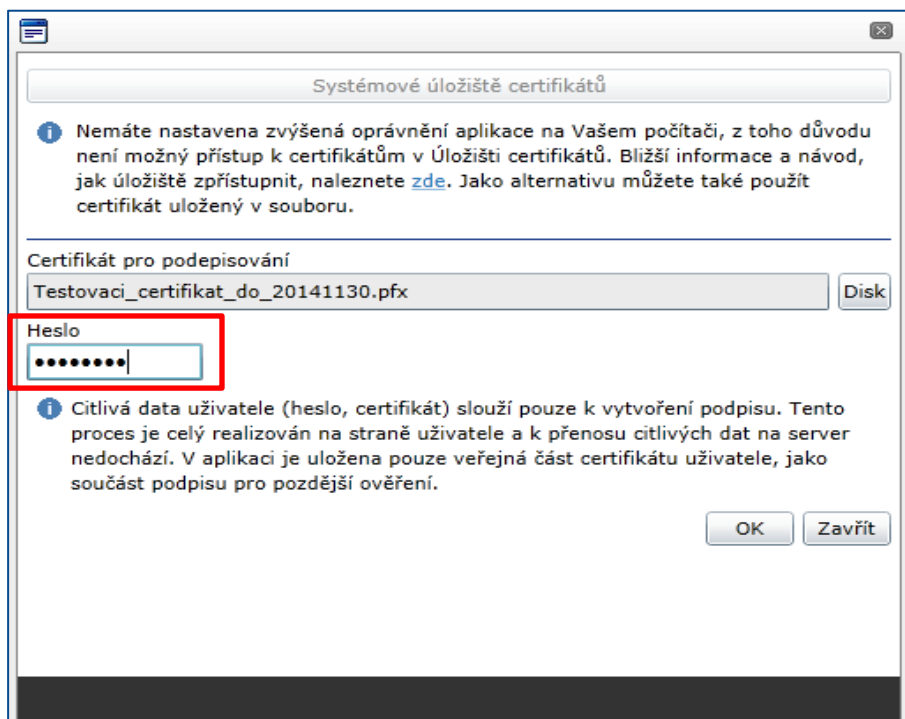 Systémové úložiště certifikátů
Nemáte nastavena zvýšená oprávnění aplikace na Vašem počítači, z toho důvodu
není možný přístup k certifikátům v Úložišti certifikátů. Bližší informace a návod,
jak úložiště zpřístupnit, naleznete zde. Jako alternativu můžete také použít
certifikát uložený v souboru.
Certifikát pro podepisování
Testovaci_certifikat_do_20141130.pfx
Disk
Heslo
••••••••
Citlivá data uživatele (heslo, certifikát) slouží pouze k vytvoření podpisu. Tento
proces je celý realizován na straně uživatele a k přenosu citlivých dat na server
nedochází. V aplikaci je uložena pouze veřejná část certifikátu uživatele, jako
součást podpisu pro pozdější ověření.
OK
Zavřít